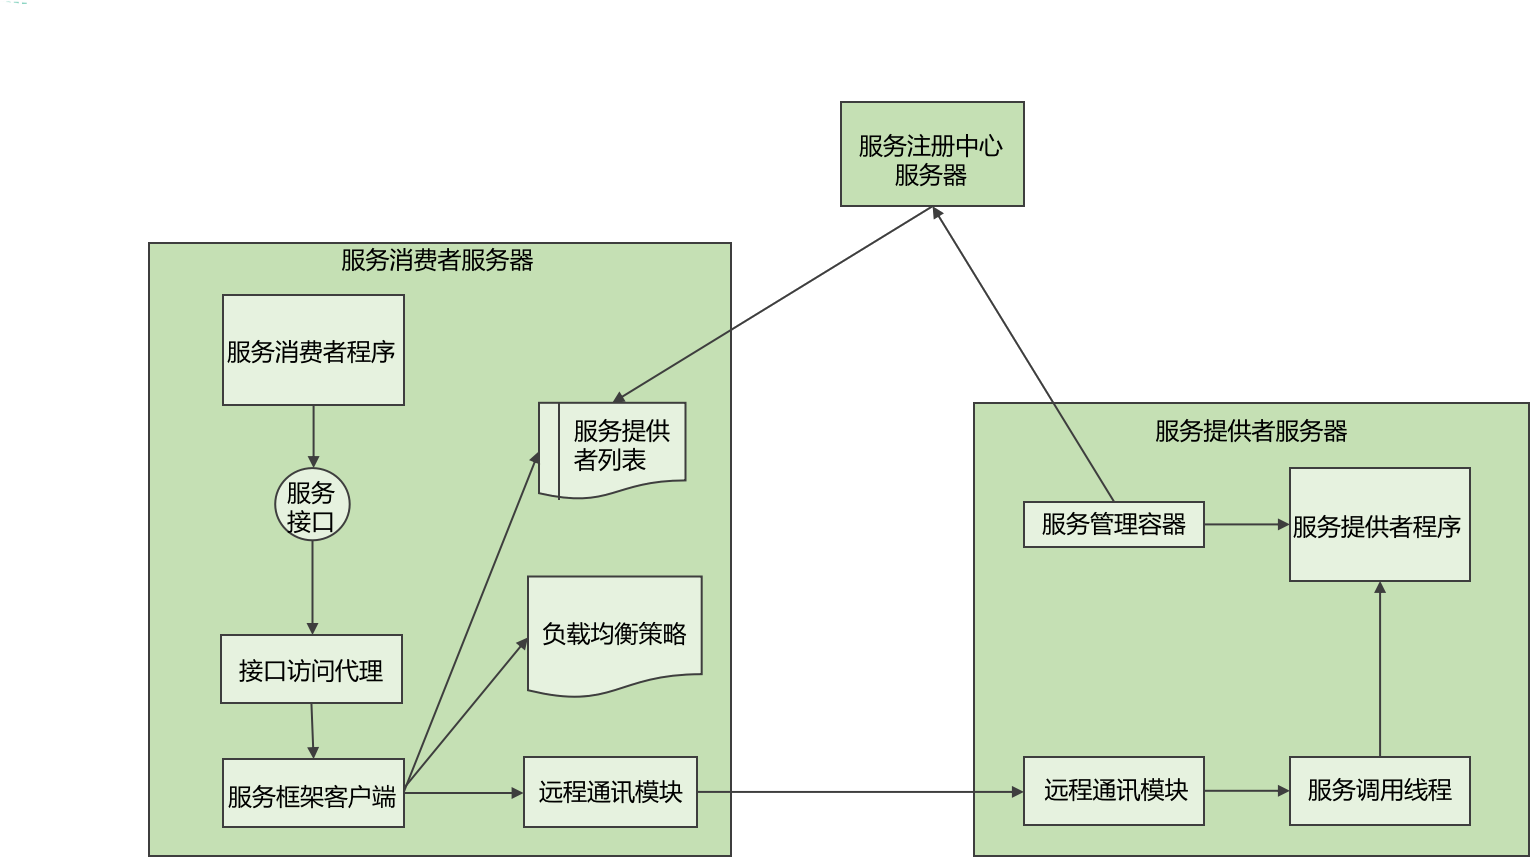 服务注册中心
服务器
服务消费者服务器
服务消费者程序
服务
接口
接口访问代理
服务框架客户端
服务提供
者列表
负载均衡策略
远程通讯模块
服务提供者服务器
服务管理容器
服务提供者程序
远程通讯模块
服务调用线程